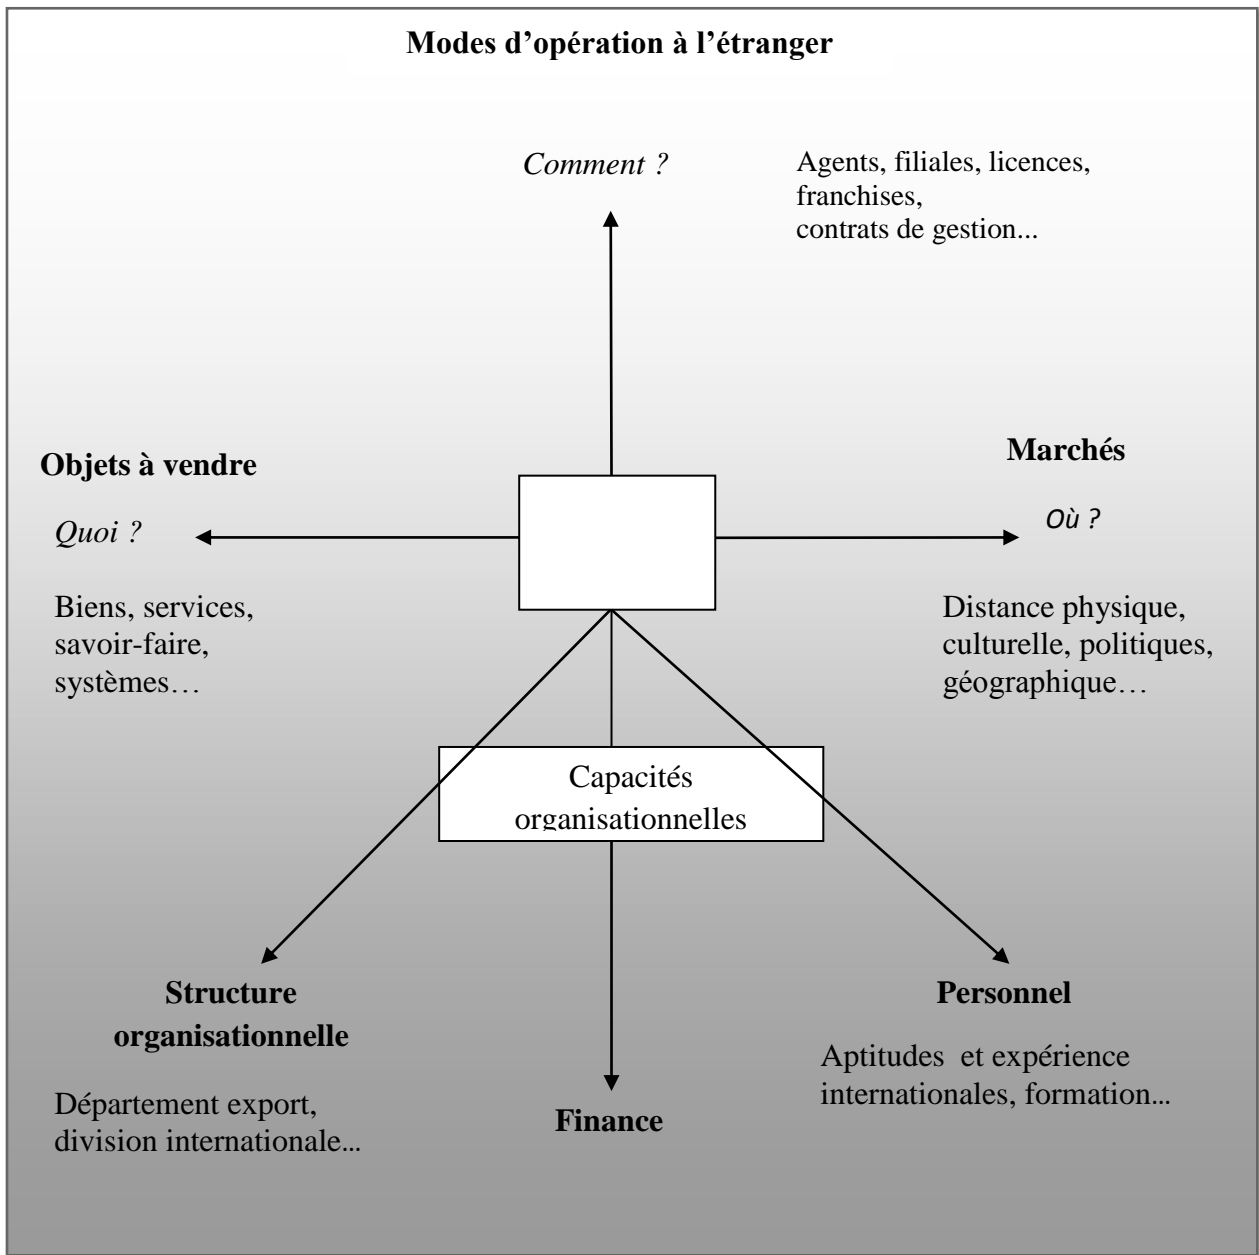 Modes d’opération à l’étranger
Comment ?
Agents, filiales, licences,
franchises,
contrats de gestion...
Objets à vendre
Quoi ?
Biens, services,
savoir-faire,
systèmes…
Marchés
Où ?
Distance physique,
culturelle, politiques,
géographique…
Capacités
organisationnelles
Structure
organisationnelle
Département export,
division internationale...
Finance
Personnel
Aptitudes et expérience
internationales, formation...